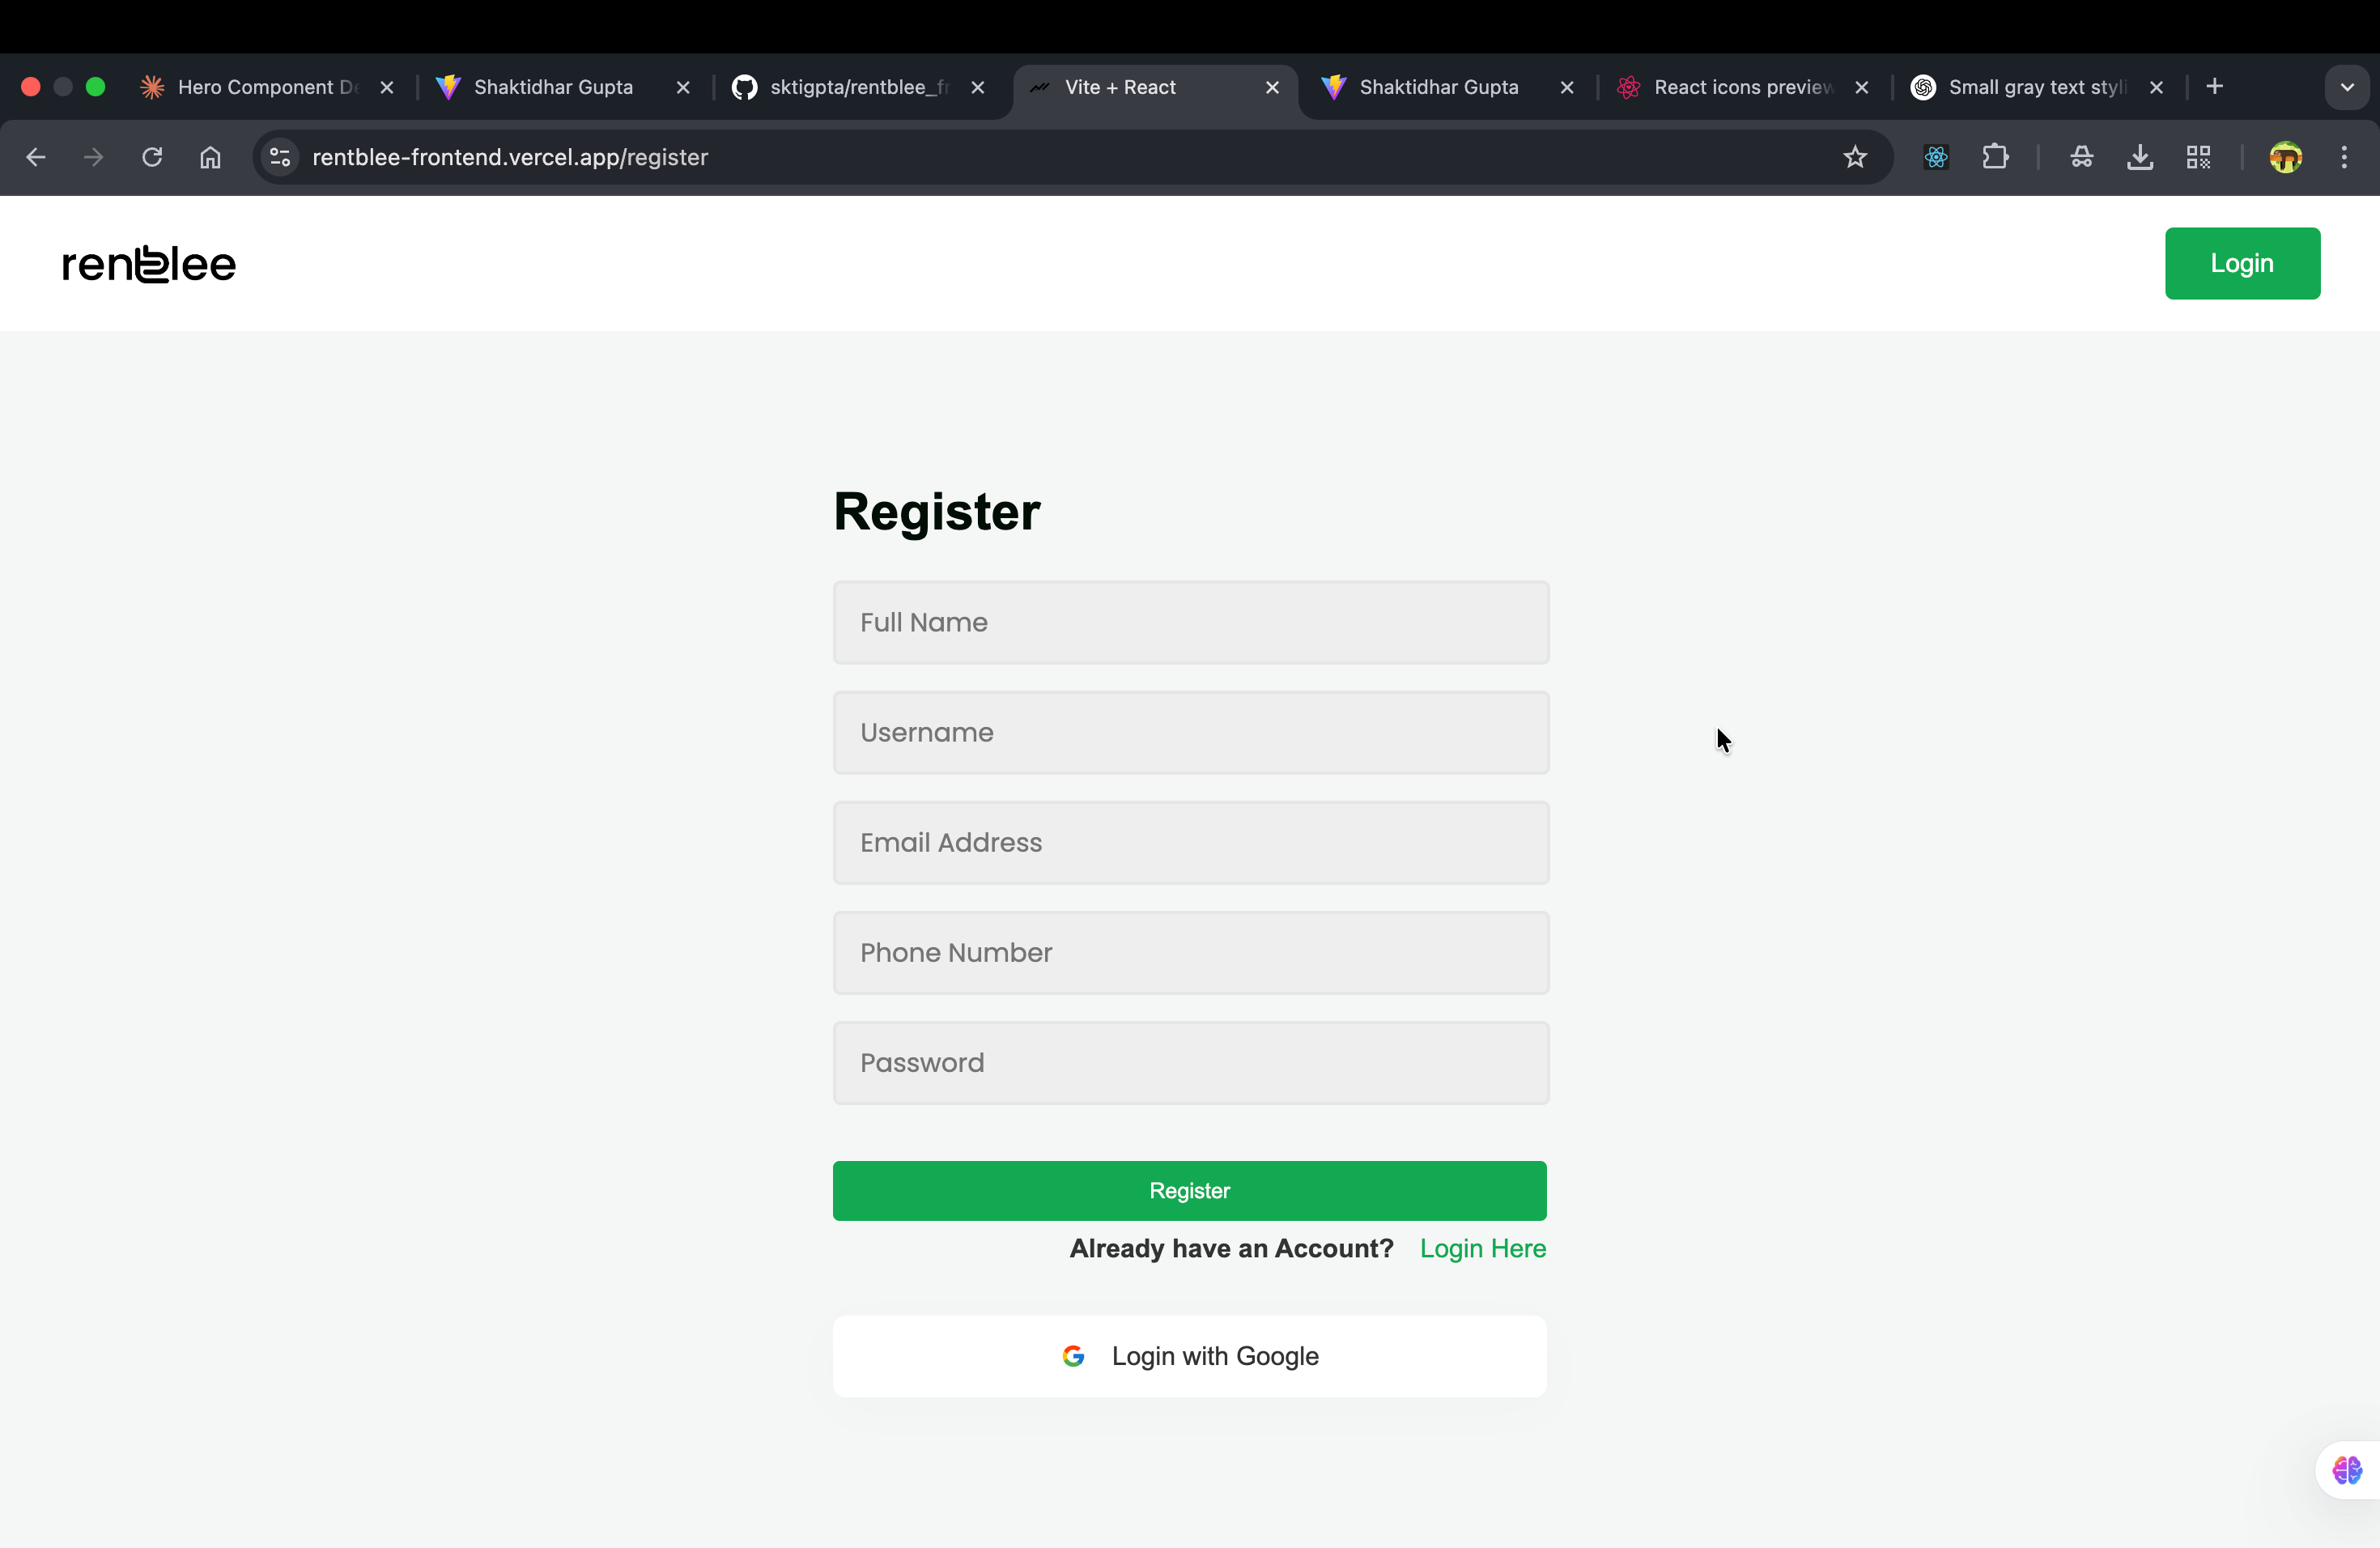 Hero Component De
Shaktidhar Gupta
sktigpta/rentblee_fr
Vite + React
Shaktidhar Gupta
React icons preview
Small gray text styli
rentblee-frontend.vercel.app/register
rentblee
Login
Register
Full Name
Username
Email Address
Phone Number
Password
Register
Already have an Account? Login Here
Login with Google